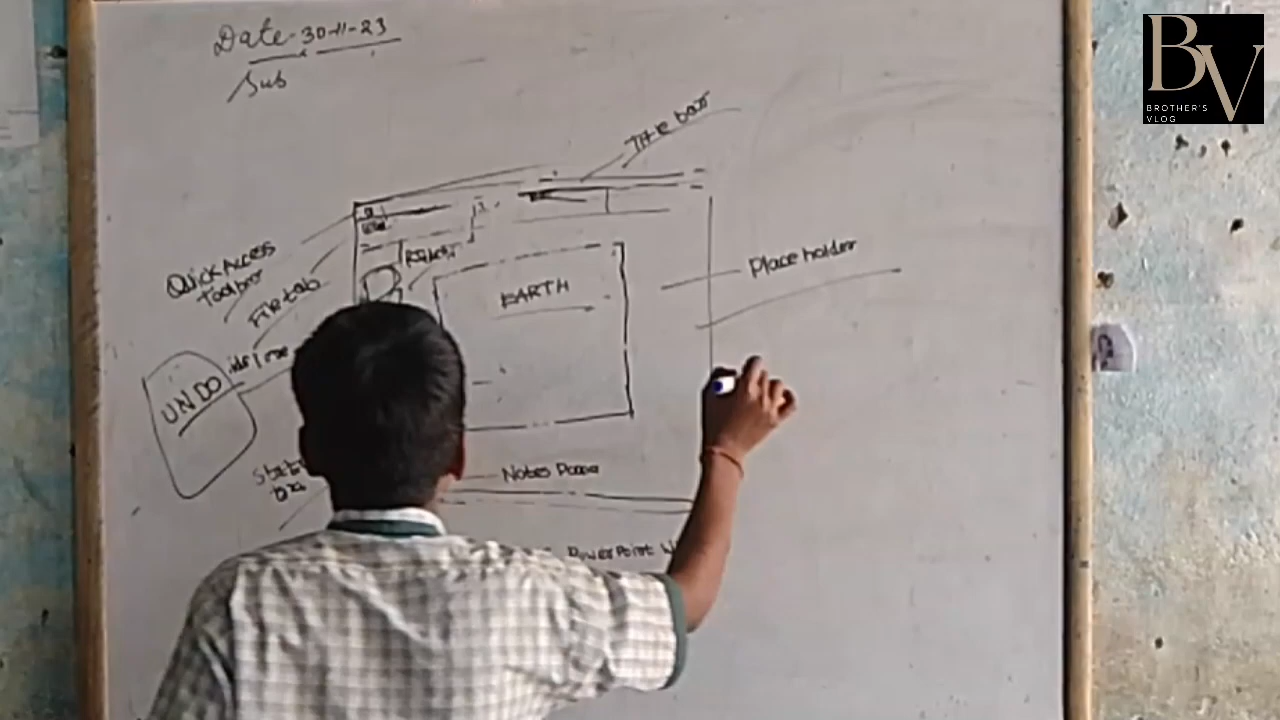 Date-30-11-23
Sub
Title bar
Quick Access
Toolbar
File tab
Place holder
EARTH
UNDO
Notes
PowerPoint
BV
BROTHER'S
VLOG